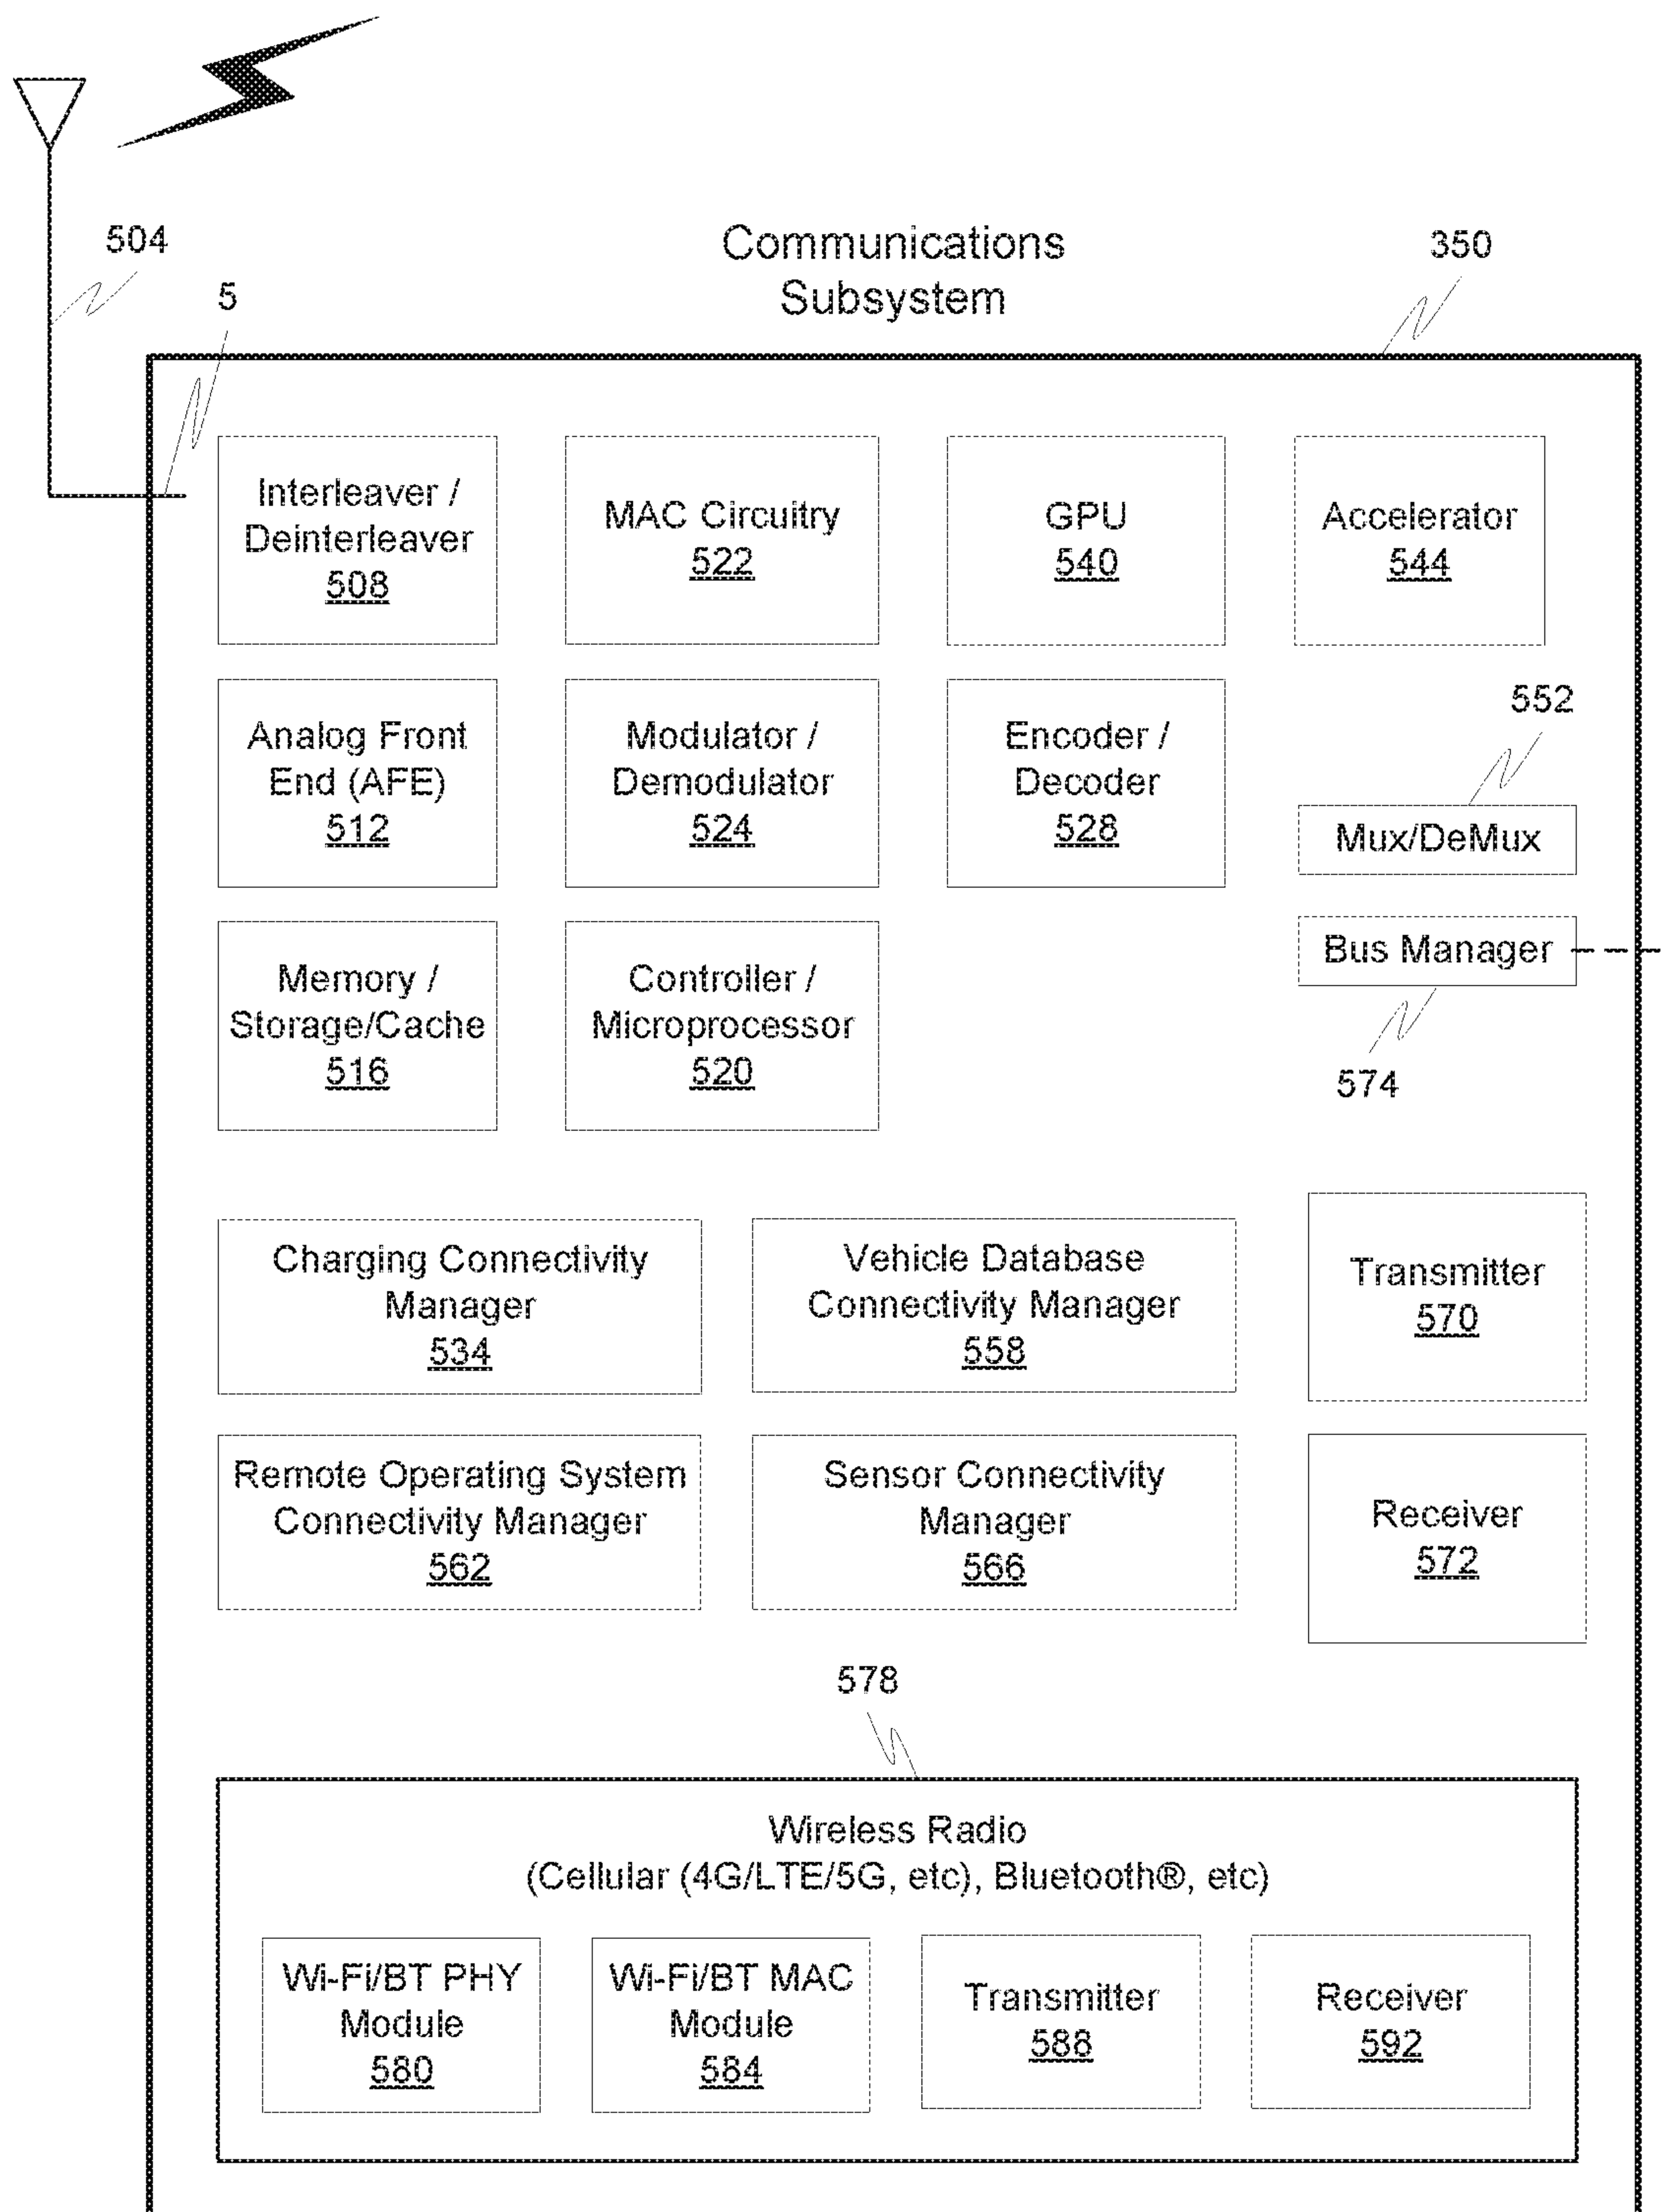 504
5
Communications
Subsystem
350
Interleaver /
Deinterleaver
508
MAC Circuitry
522
GPU
540
Accelerator
544
Analog Front
End (AFE)
512
Modulator /
Demodulator
524
Encoder /
Decoder
528
552
Mux/DeMux
Bus Manager
574
Memory /
Storage/Cache
516
Controller /
Microprocessor
520
Charging Connectivity
Manager
534
Vehicle Database
Connectivity Manager
558
Transmitter
570
Remote Operating System
Connectivity Manager
562
Sensor Connectivity
Manager
566
Receiver
572
578
Wireless Radio
(Cellular (4G/LTE/5G, etc), Bluetooth®, etc)
Wi-Fi/BT PHY
Module
580
Wi-Fi/BT MAC
Module
584
Transmitter
588
Receiver
592